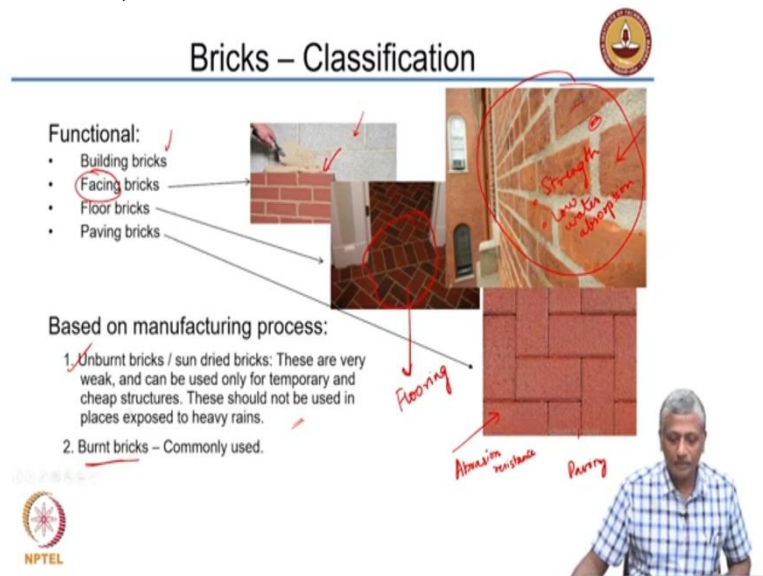 Bricks – Classification
Functional:
• Building bricks
• Facing bricks
• Floor bricks
• Paving bricks
• Strength
• Low
water
absorption
Based on manufacturing process:
1. Unburnt bricks / sun dried bricks: These are very
weak, and can be used only for temporary and
cheap structures. These should not be used in
places exposed to heavy rains.
2. Burnt bricks – Commonly used.
Flooring
Abrasion
resistance
Paving
NPTEL